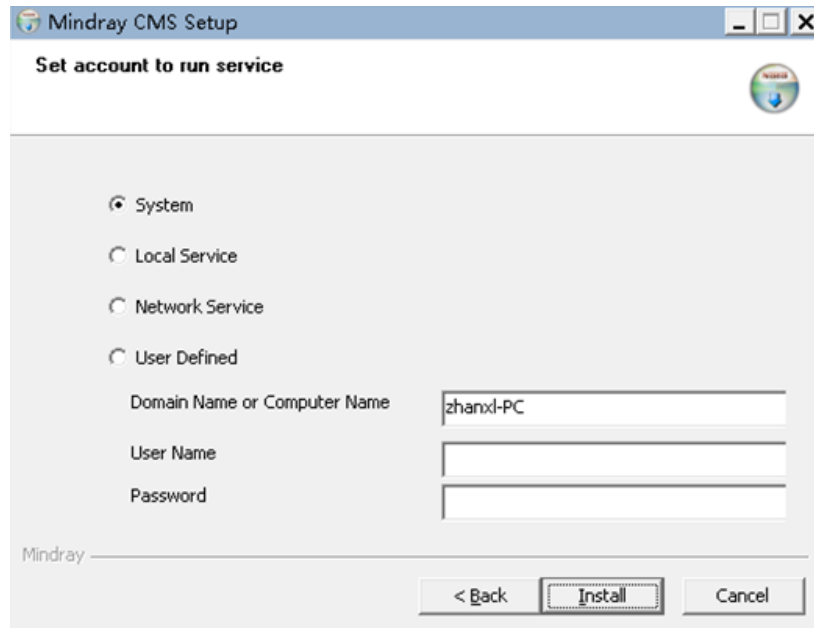 Mindray CMS Setup
Set account to run service
System
Local Service
Network Service
User Defined
Domain Name or Computer Name zhanxl-PC
User Name
Password
Mindray
< Back Install Cancel